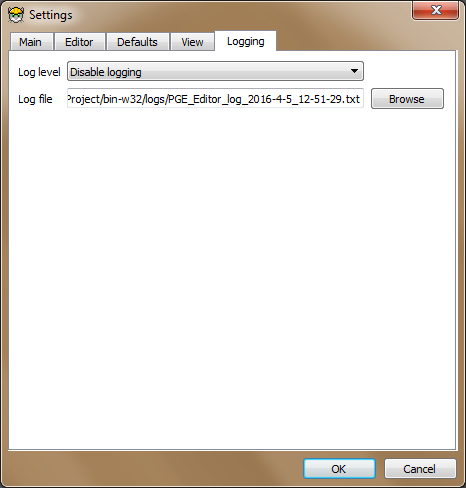 Settings
Main Editor Defaults View Logging
Log level Disable logging
Log file Project/bin-w32/logs/PGE_Editor_log_2016-4-5_12-51-29.txt Browse
OK Cancel